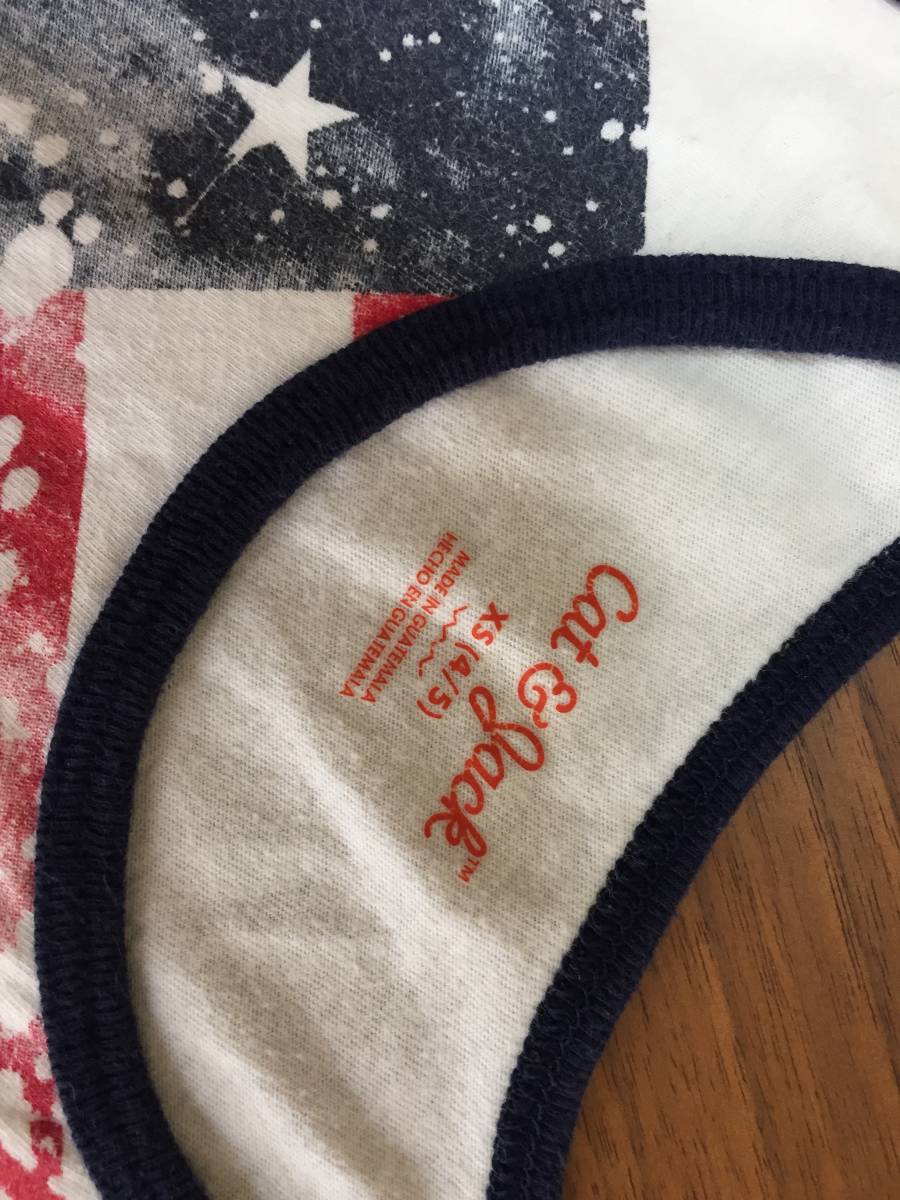 Cat & Jack™
XS (4/5)
MADE IN GUATEMALA
HECHO EN GUATEMALA